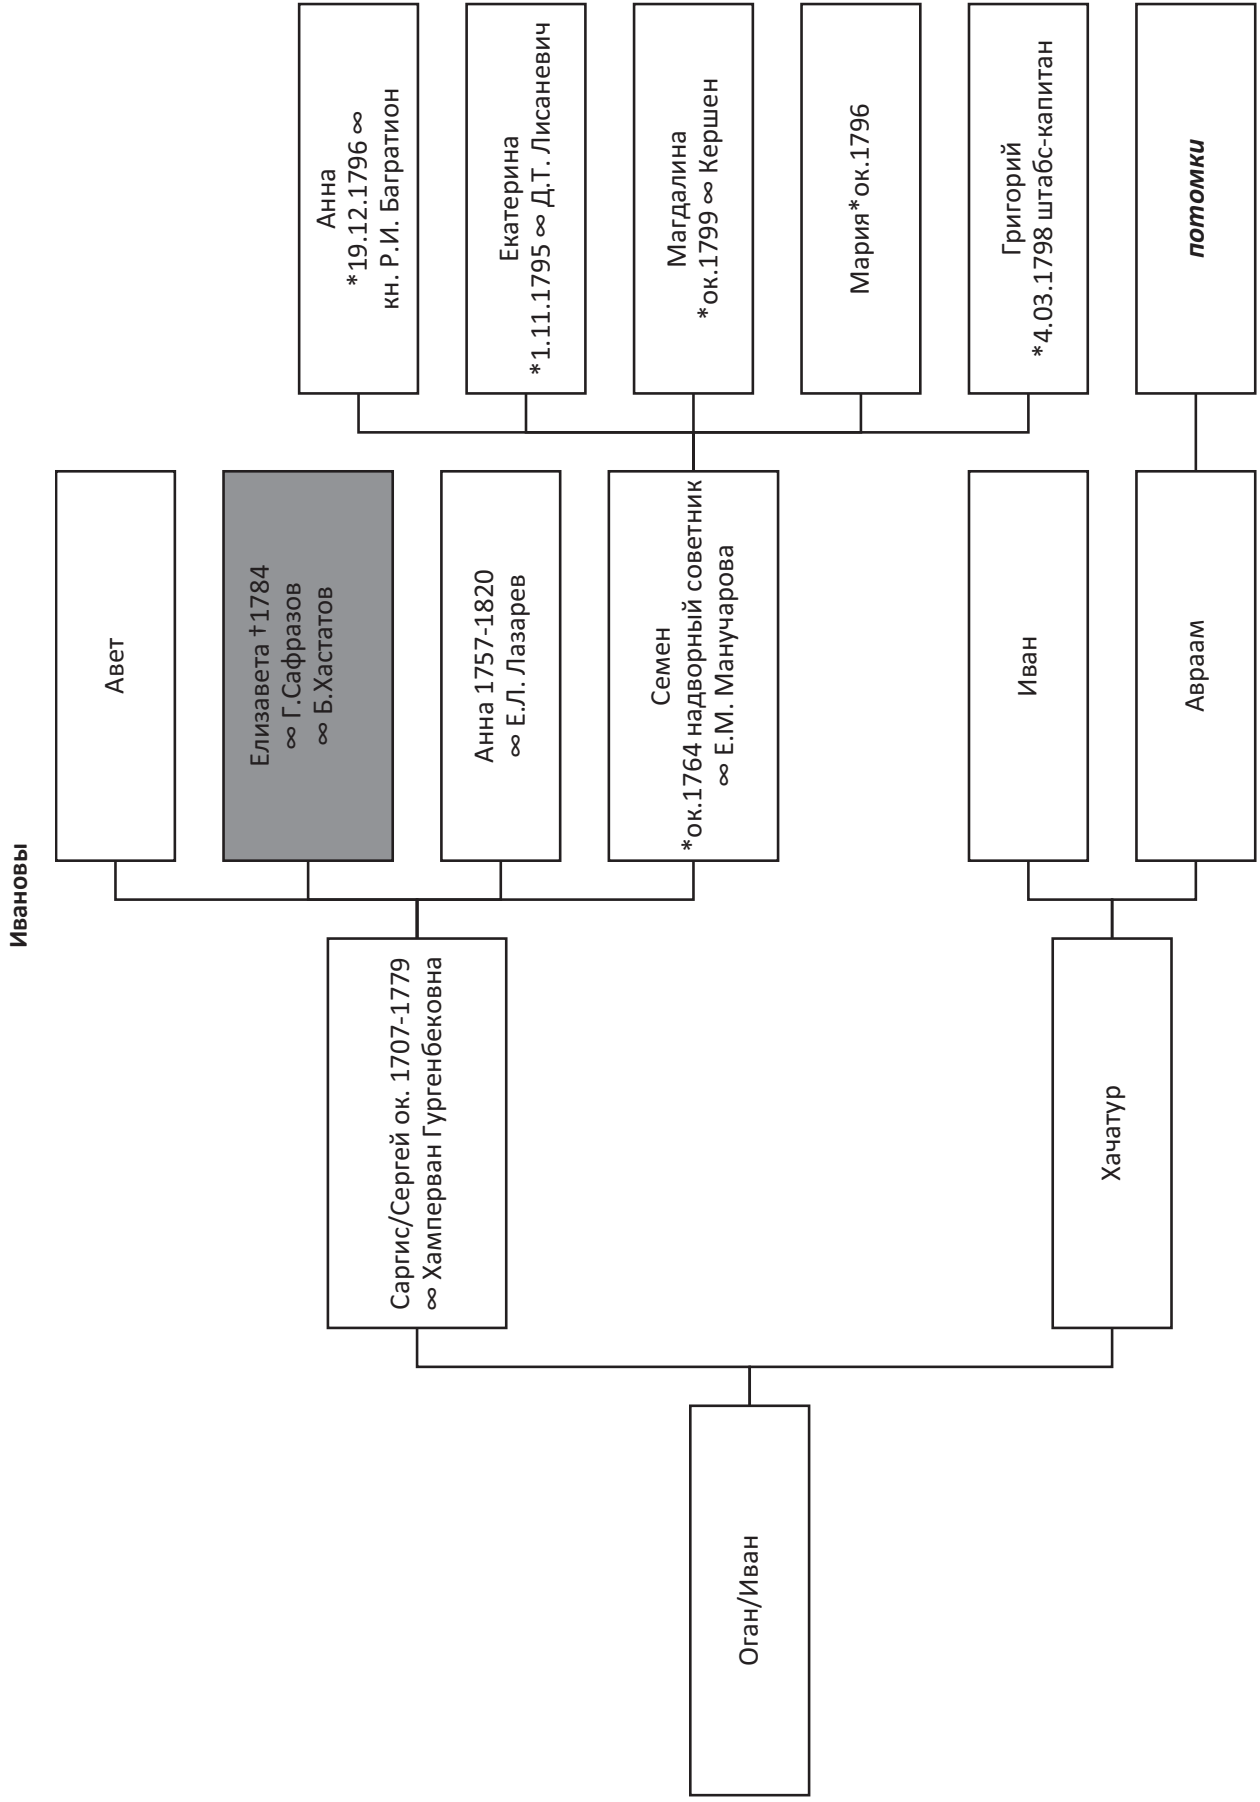 Ивановы
Оган/Иван
Саргис/Сергей ок. 1707-1779
∞ Хамперван Гургенбековна
Хачатур
Авет
Елизавета †1784
∞ Г.Сафразов
∞ Б.Хастатов
Анна 1757-1820
∞ Е.Л. Лазарев
Семен
*ок.1764 надворный советник
∞ Е.М. Манучарова
Иван
Авраам
Анна
*19.12.1796 ∞
кн. Р.И. Багратион
Екатерина
*1.11.1795 ∞ Д.Т. Лисаневич
Магдалина
*ок.1799 ∞ Кершен
Мария*ок.1796
Григорий
*4.03.1798 штабс-капитан
потомки